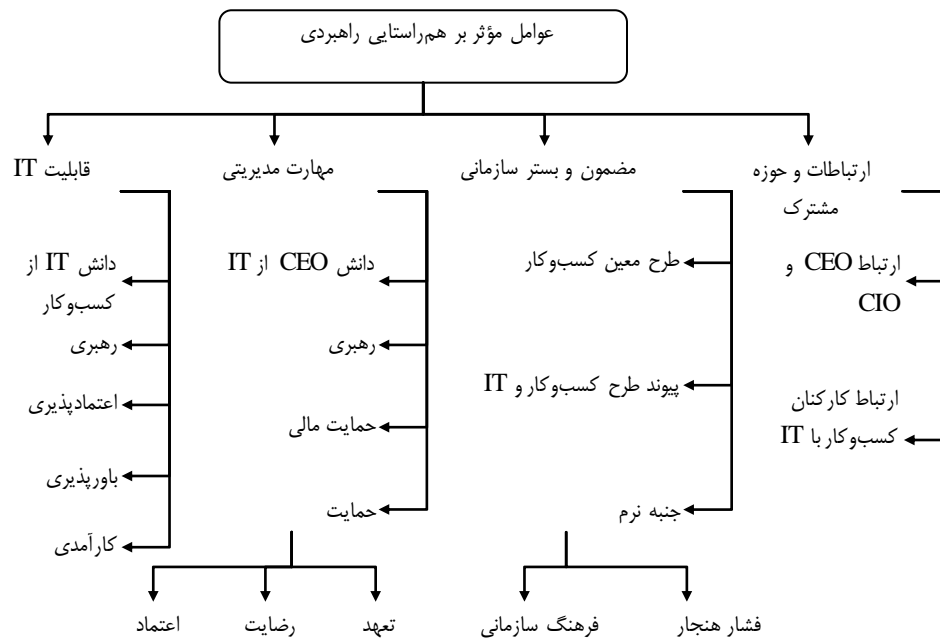 عوامل مؤثر بر هم‌راستایی راهبردی
ارتباطات و حوزه
مشترک
مضمون و بستر سازمانی
مهارت مدیریتی
قابلیت IT
ارتباط CEO و
CIO
ارتباط کارکنان
کسب‌وکار با IT
طرح معین کسب‌وکار
پیوند طرح کسب‌وکار و IT
جنبه نرم
فشار هنجار
فرهنگ سازمانی
دانش CEO از IT
رهبری
حمایت مالی
حمایت
تعهد
رضایت
اعتماد
دانش IT از
کسب‌وکار
رهبری
اعتمادپذیری
باورپذیری
کارآمدی